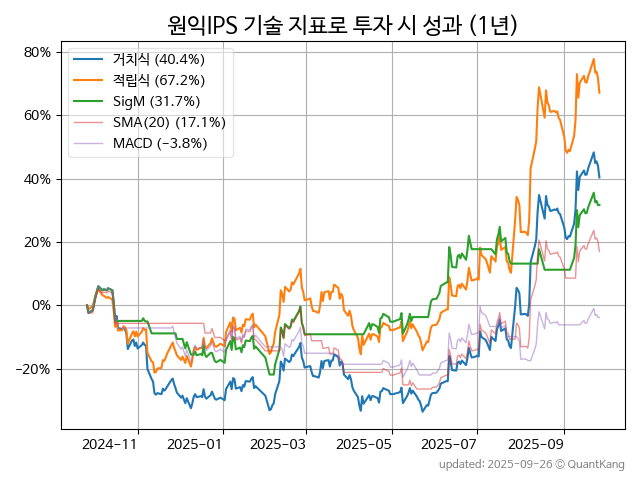 원익IPS 기술 지표로 투자 시 성과 (1년)
80%
60%
40%
20%
0%
−20%
거치식 (40.4%)
적립식 (67.2%)
SigM (31.7%)
SMA(20) (17.1%)
MACD (−3.8%)
2024-11
2025-01
2025-03
2025-05
2025-07
2025-09
updated: 2025-09-26 © QuantKang